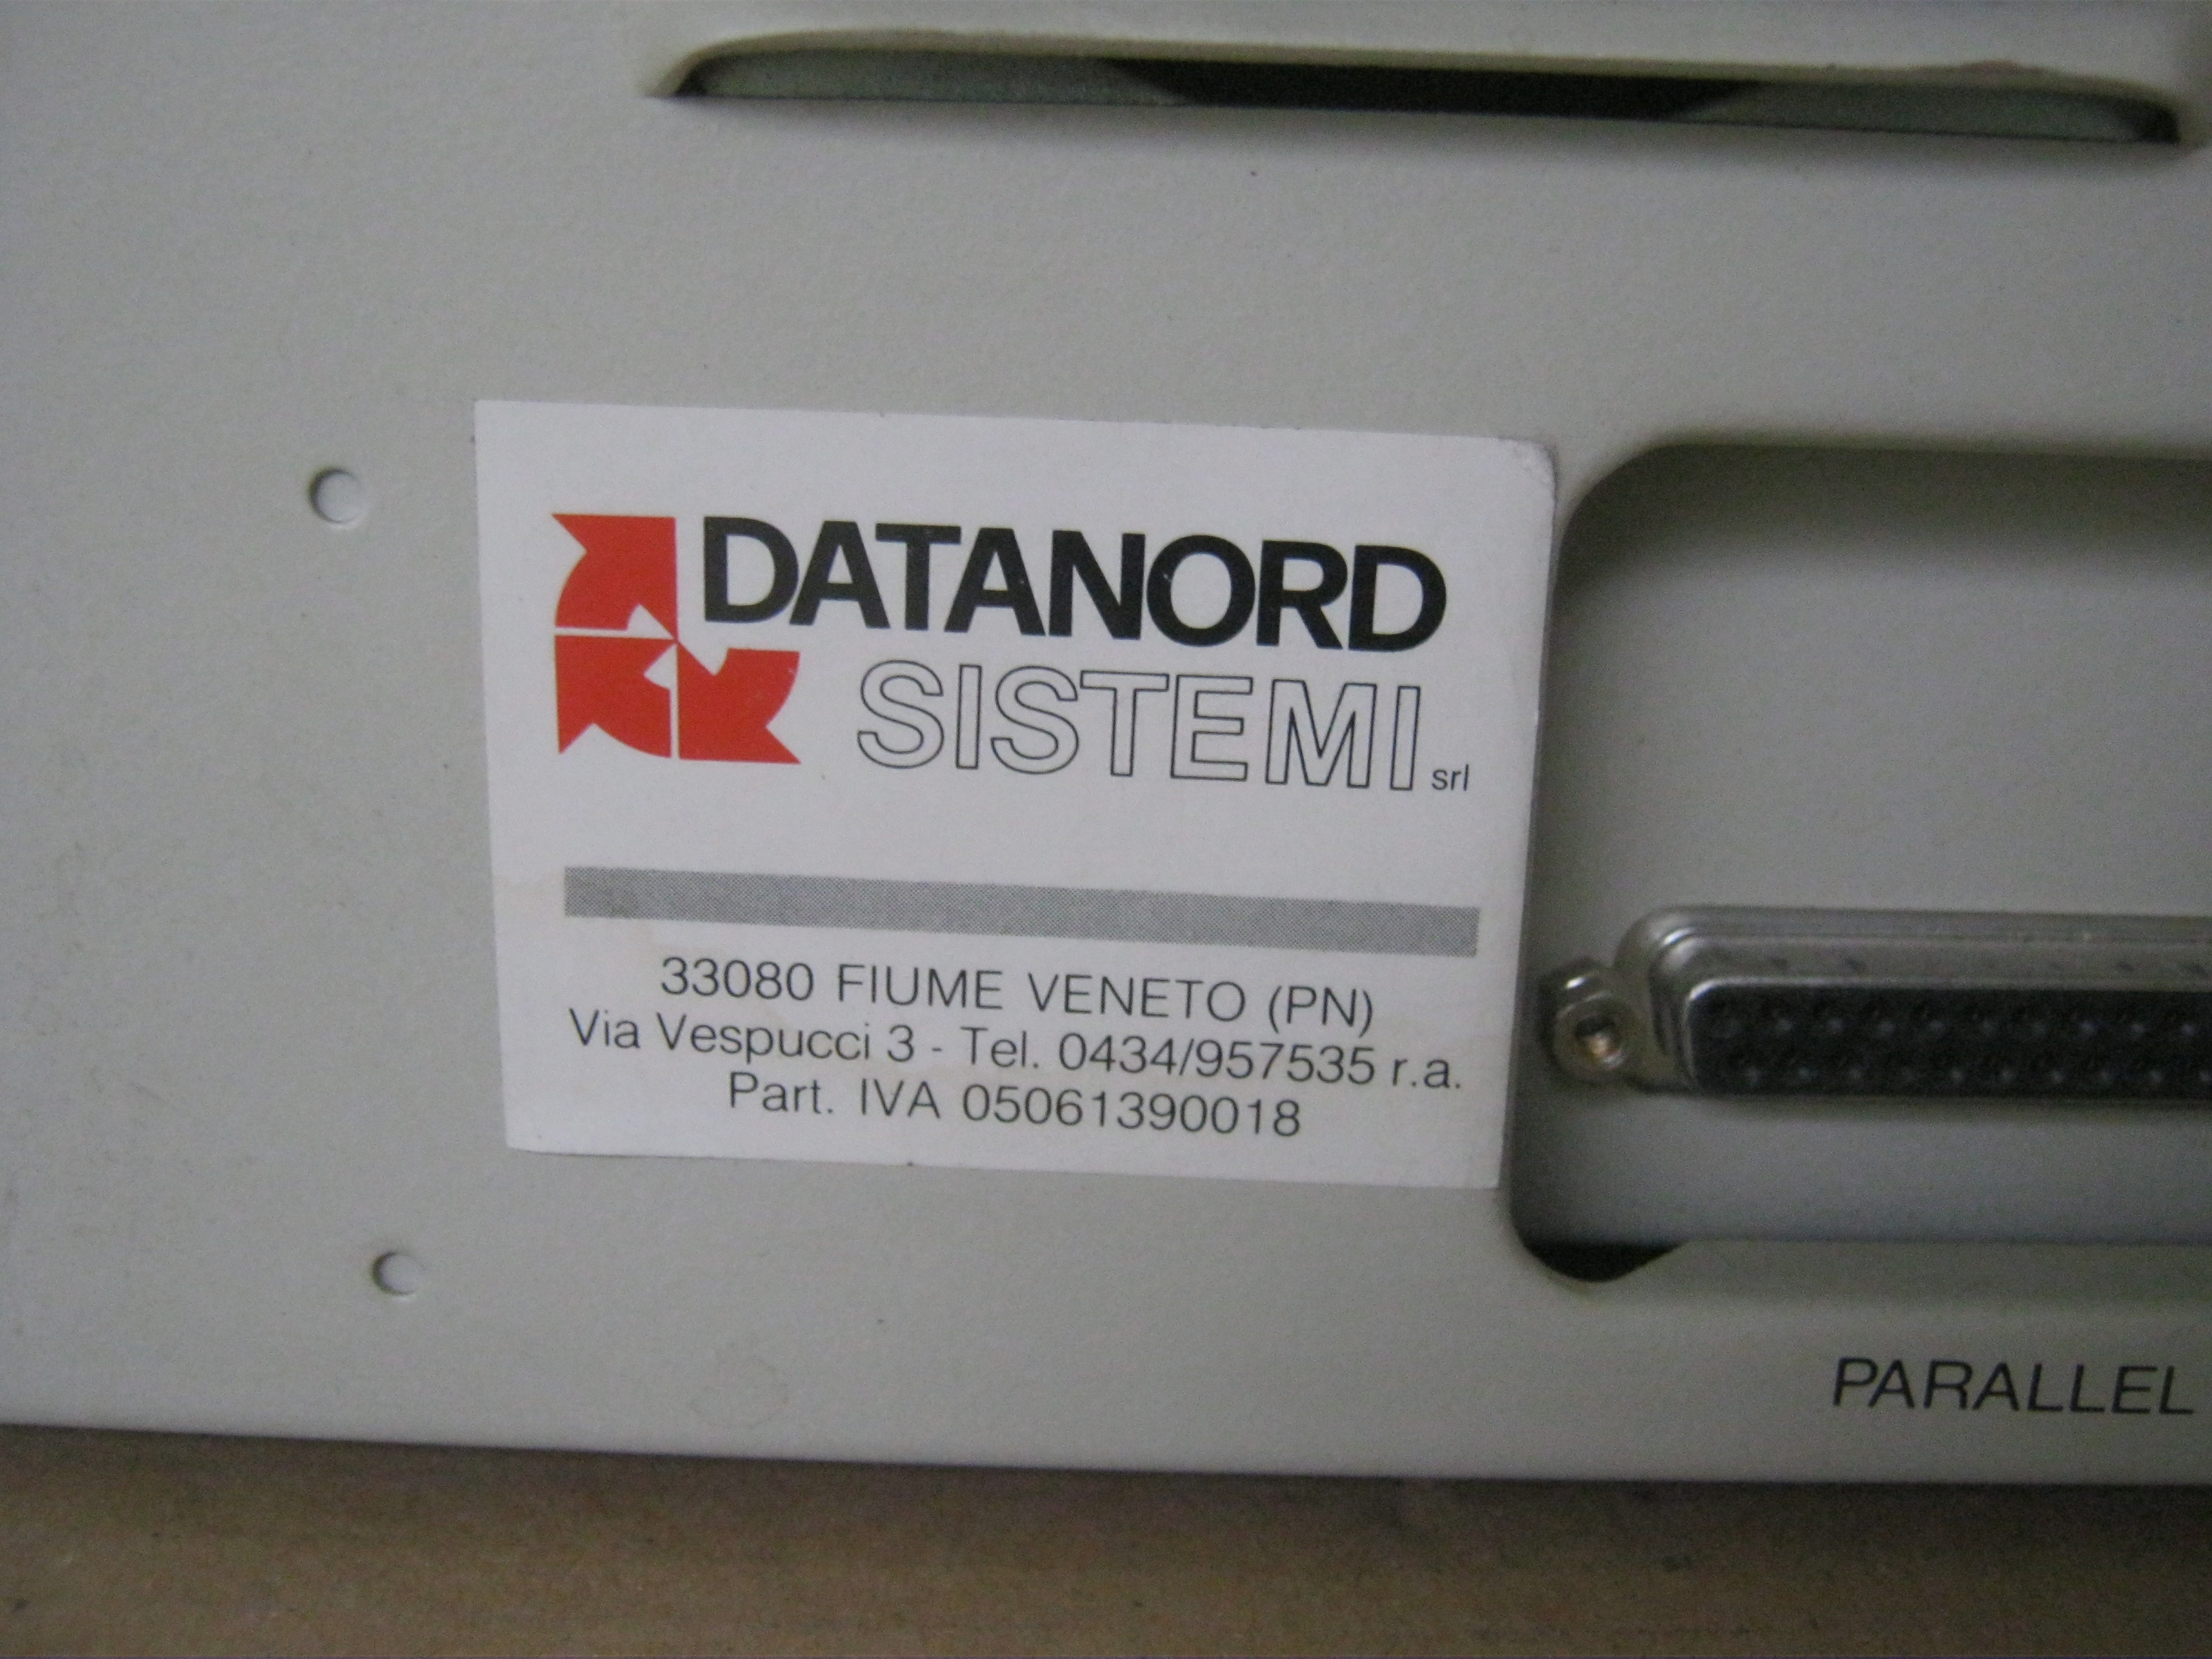 DATANORD
SISTEMI srl
33080 FIUME VENETO (PN)
Via Vespucci 3 - Tel. 0434/957535 r.a.
Part. IVA 05061390018
PARALLEL